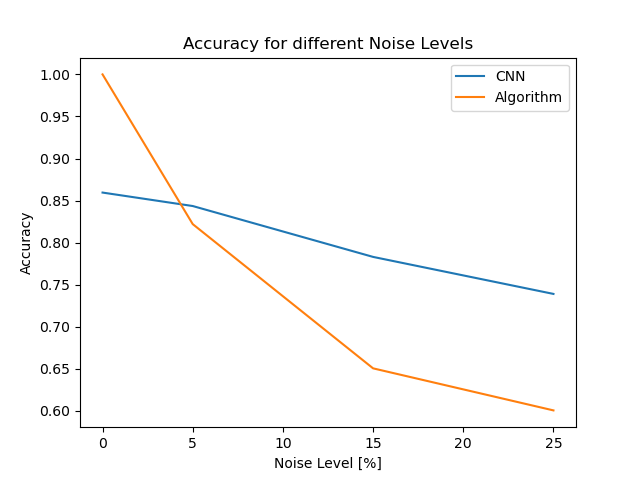 Accuracy for different Noise Levels
CNN
Algorithm
1.00
0.95
0.90
0.85
0.80
0.75
0.70
0.65
0.60
Accuracy
0 5 10 15 20 25
Noise Level [%]